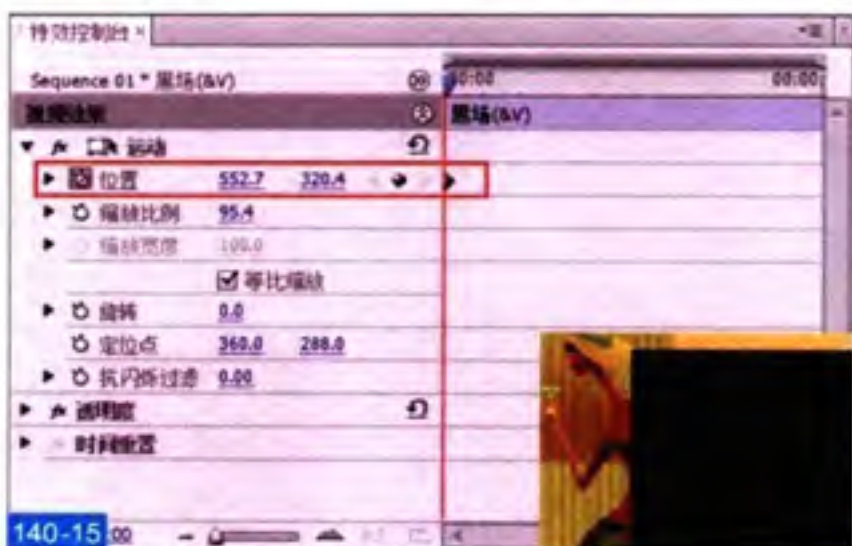 特效控制台 ×
Sequence 01 * 黑场(&V)
00:00
00:00:
视频效果
黑场(&V)
fx 运动
位置 552.7 320.4
缩放比例 95.4
缩放宽度 100.0
等比缩放
旋转 0.0
定位点 360.0 288.0
抗闪烁过滤 0.00
fx 透明度
时间重置
140-15
00